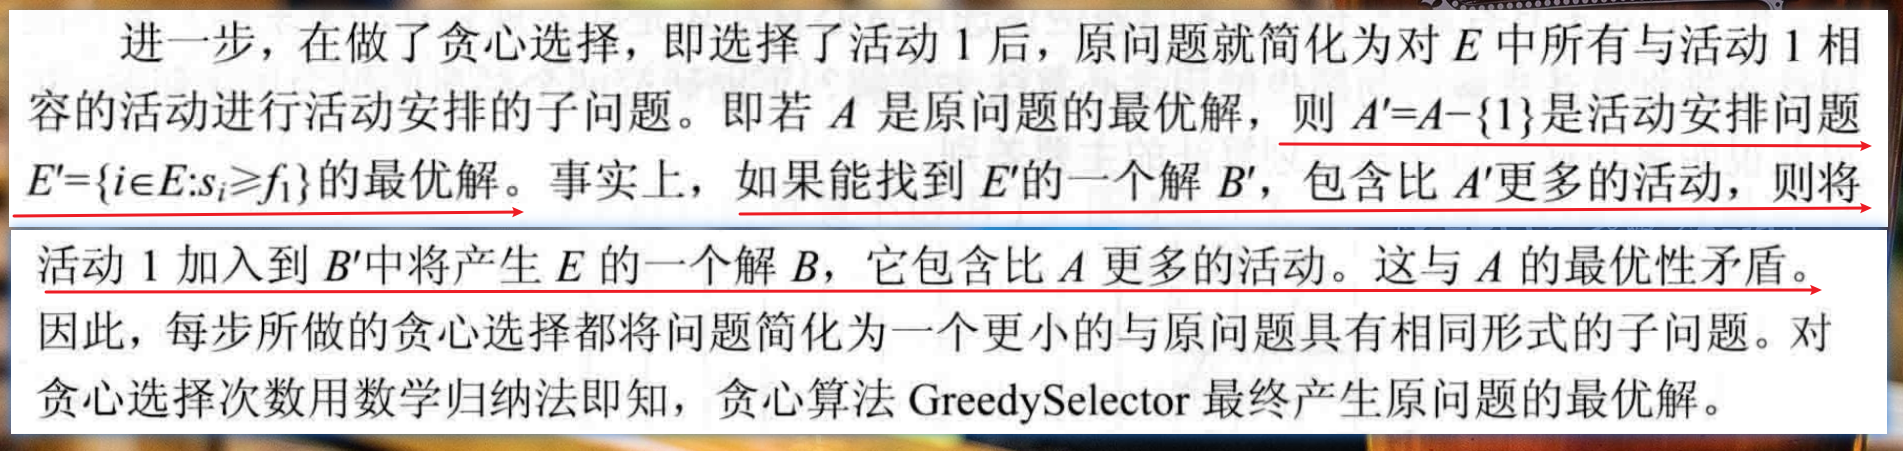 进一步，在做了贪心选择，即选择了活动 1 后，原问题就简化为对 E 中所有与活动 1 相
容的活动进行活动安排的子问题。即若 A 是原问题的最优解，则 A′=A−{1}是活动安排问题
E′={i∈E:sᵢ≥f₁}的最优解。事实上，如果能找到 E′的一个解 B′，包含比 A′更多的活动，则将
活动 1 加入到 B′中将产生 E 的一个解 B，它包含比 A 更多的活动。这与 A 的最优性矛盾。
因此，每步所做的贪心选择都将问题简化为一个更小的与原问题具有相同形式的子问题。对
贪心选择次数用数学归纳法即知，贪心算法 GreedySelector 最终产生原问题的最优解。